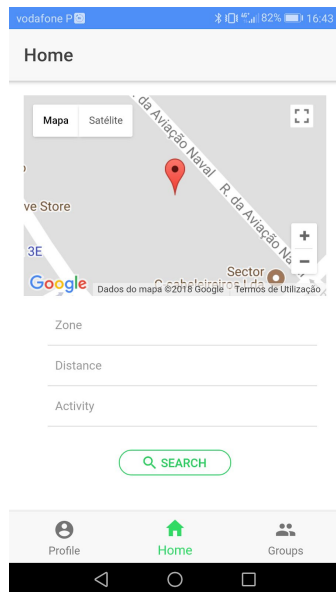 vodafone P 82% 16:43
Home
Mapa Satélite
da Aviação Naval
R. da Aviação Na
ve Store
3E
Sector
Google
Dados do mapa ©2018 Google Termos de Utilização
Zone
Distance
Activity
SEARCH
Profile Home Groups